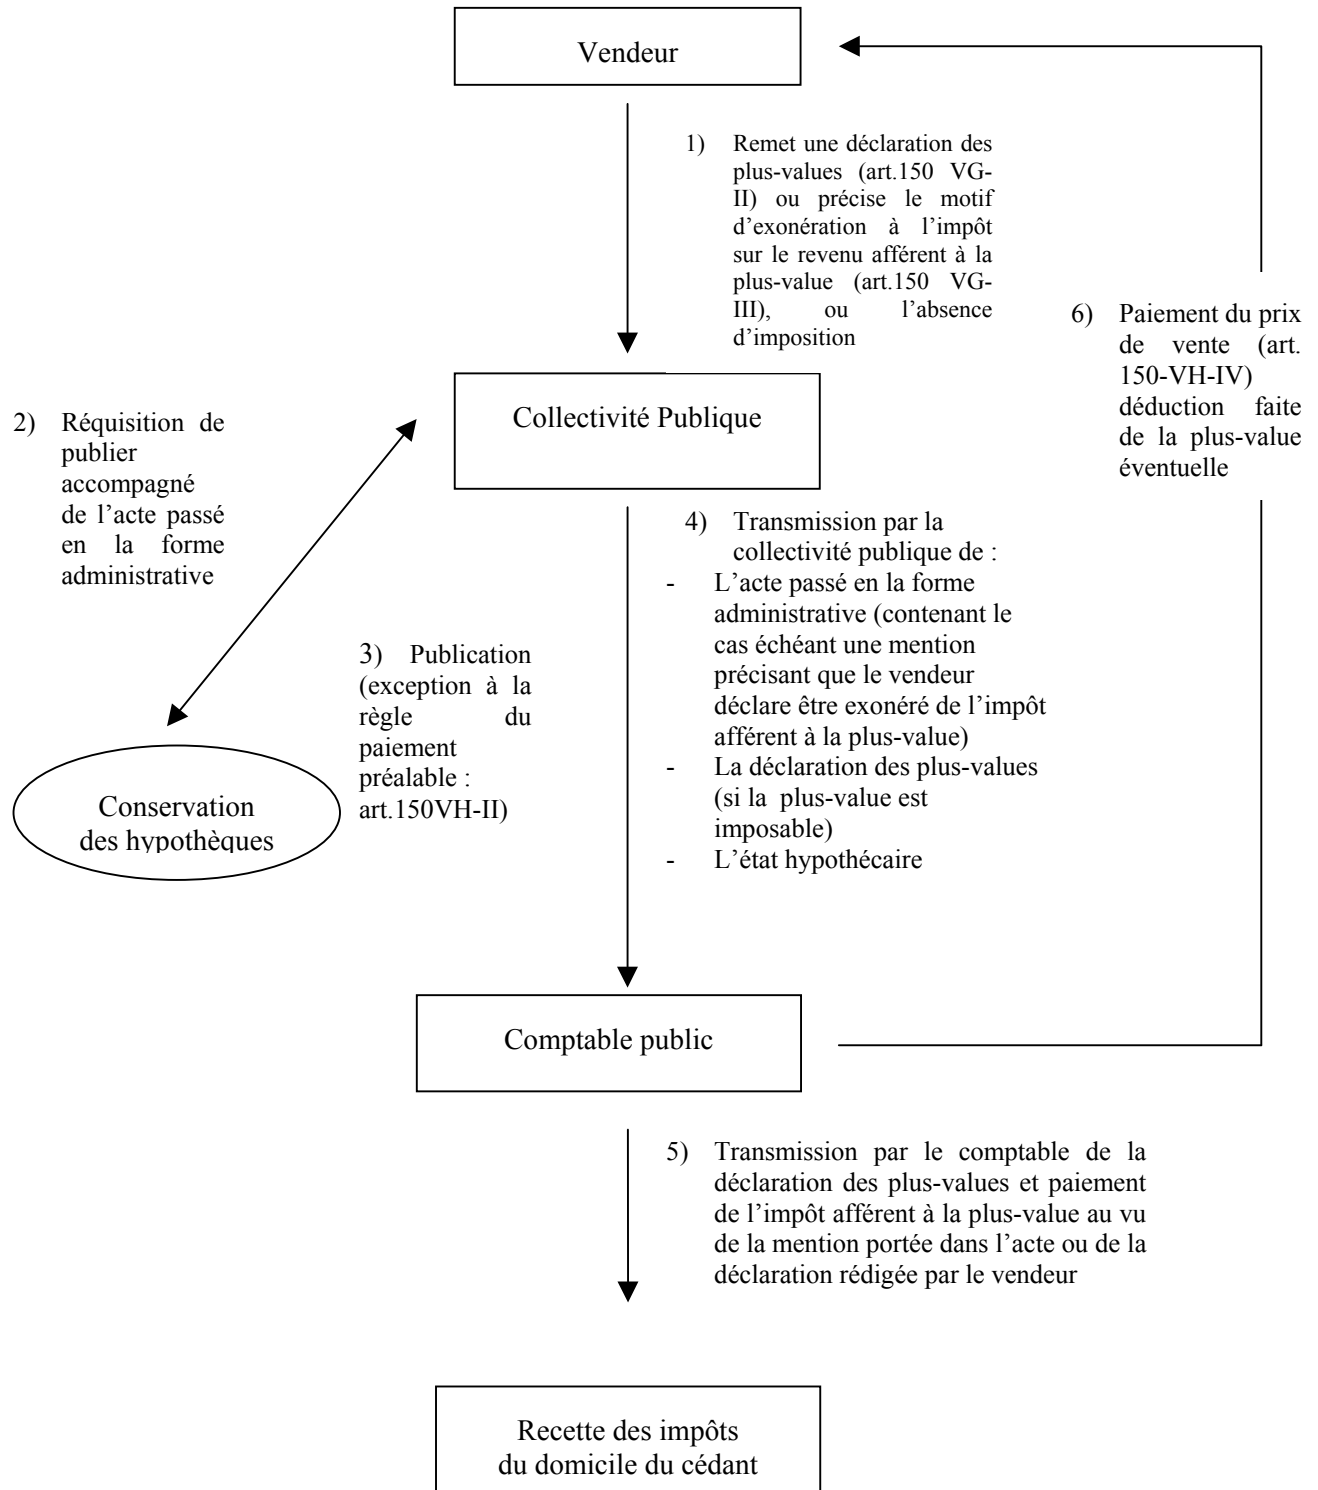 Vendeur
1) Remet une déclaration des
plus-values (art.150 VG-
II) ou précise le motif
d’exonération à l’impôt
sur le revenu afférent à la
plus-value (art.150 VG-
III), ou l’absence
d’imposition
6) Paiement du prix
de vente (art.
150-VH-IV)
déduction faite
de la plus-value
éventuelle
Collectivité Publique
2) Réquisition de
publier
accompagné
de l’acte passé
en la forme
administrative
3) Publication
(exception à la
règle du
paiement
préalable :
art.150VH-II)
4) Transmission par la
collectivité publique de :
- L’acte passé en la forme
administrative (contenant le
cas échéant une mention
précisant que le vendeur
déclare être exonéré de l’impôt
afférent à la plus-value)
- La déclaration des plus-values
(si la plus-value est
imposable)
- L’état hypothécaire
Conservation
des hypothèques
Comptable public
5) Transmission par le comptable de la
déclaration des plus-values et paiement
de l’impôt afférent à la plus-value au vu
de la mention portée dans l’acte ou de la
déclaration rédigée par le vendeur
Recette des impôts
du domicile du cédant